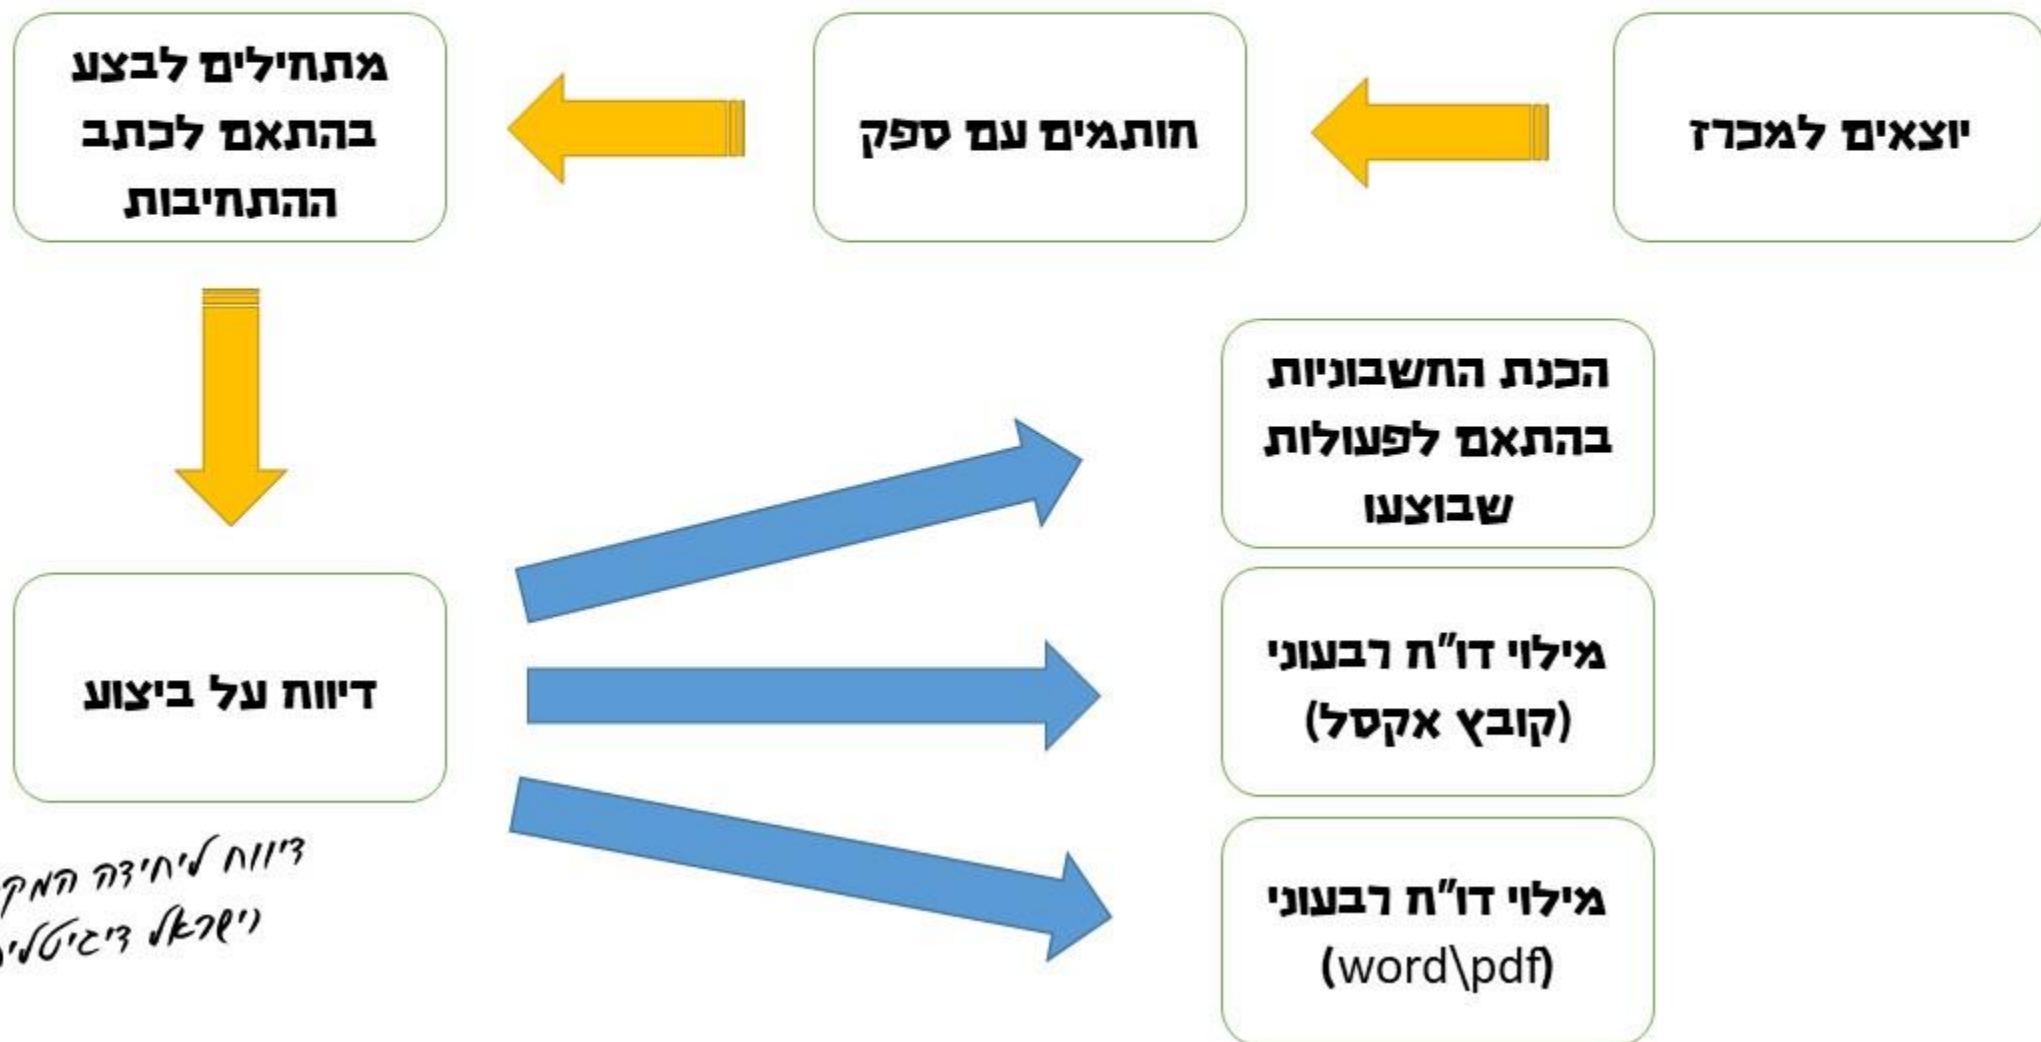 יוצאים למכרז
חותמים עם ספק
מתחילים לבצע
בהתאם לכתב
ההתחיבות
דיווח על ביצוע
הכנת החשבוניות
בהתאם לפעולות
שבוצעו
מילוי דו"ח רבעוני
(קובץ אקסל)
מילוי דו"ח רבעוני
(word\pdf)
דיווח ליחידה